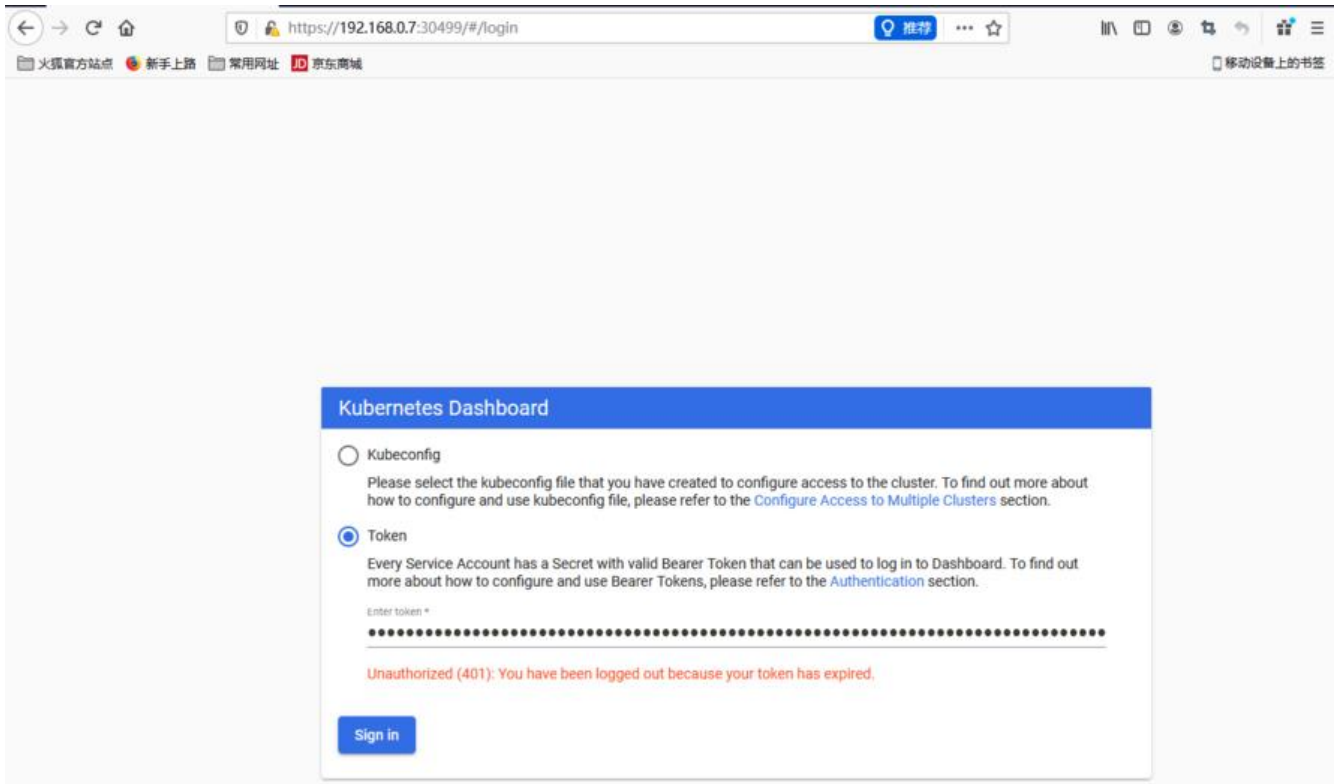 https://192.168.0.7:30499/#/login
推荐
火狐官方站点 新手上路 常用网址 JD 京东商城
移动设备上的书签
Kubernetes Dashboard
Kubeconfig
Please select the kubeconfig file that you have created to configure access to the cluster. To find out more about
how to configure and use kubeconfig file, please refer to the Configure Access to Multiple Clusters section.
Token
Every Service Account has a Secret with valid Bearer Token that can be used to log in to Dashboard. To find out
more about how to configure and use Bearer Tokens, please refer to the Authentication section.
Enter token *
Unauthorized (401): You have been logged out because your token has expired.
Sign in